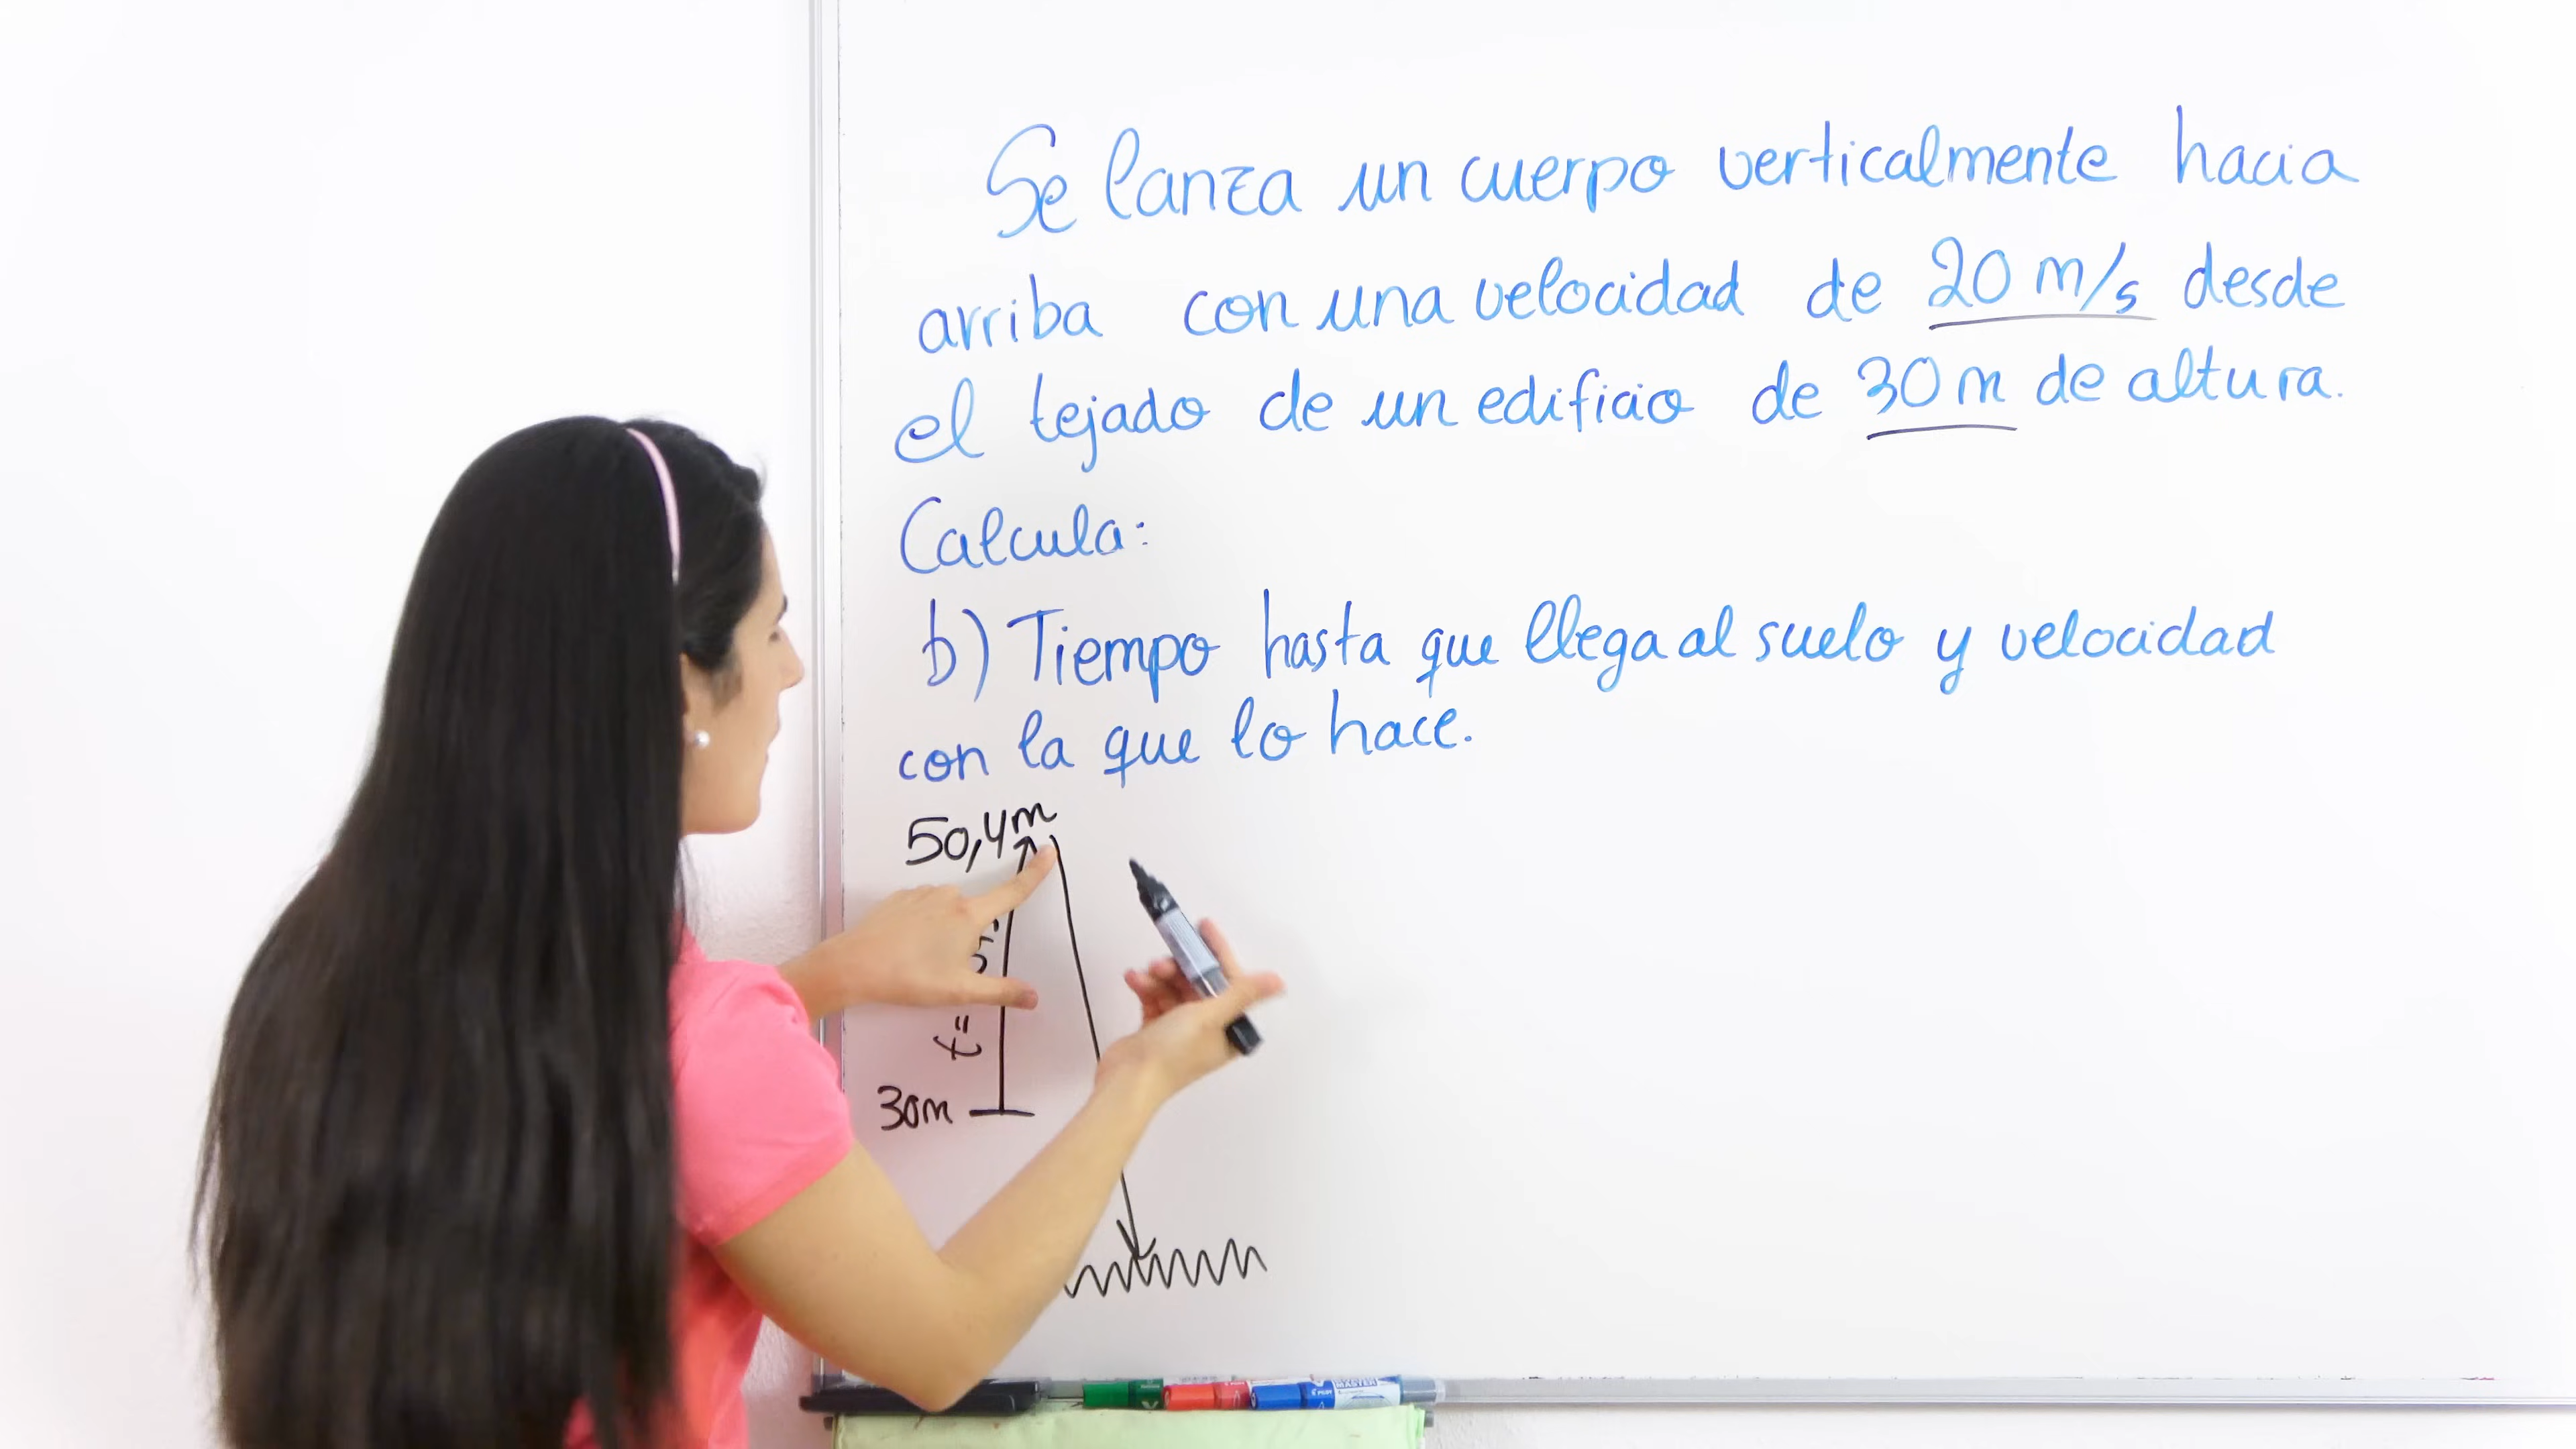 Se lanza un cuerpo verticalmente hacia
arriba con una velocidad de 20 m/s desde
el tejado de un edificio de 30 m de altura.
Calcula:
b) Tiempo hasta que llega al suelo y velocidad
con la que lo hace.
50,4m
t=
30m